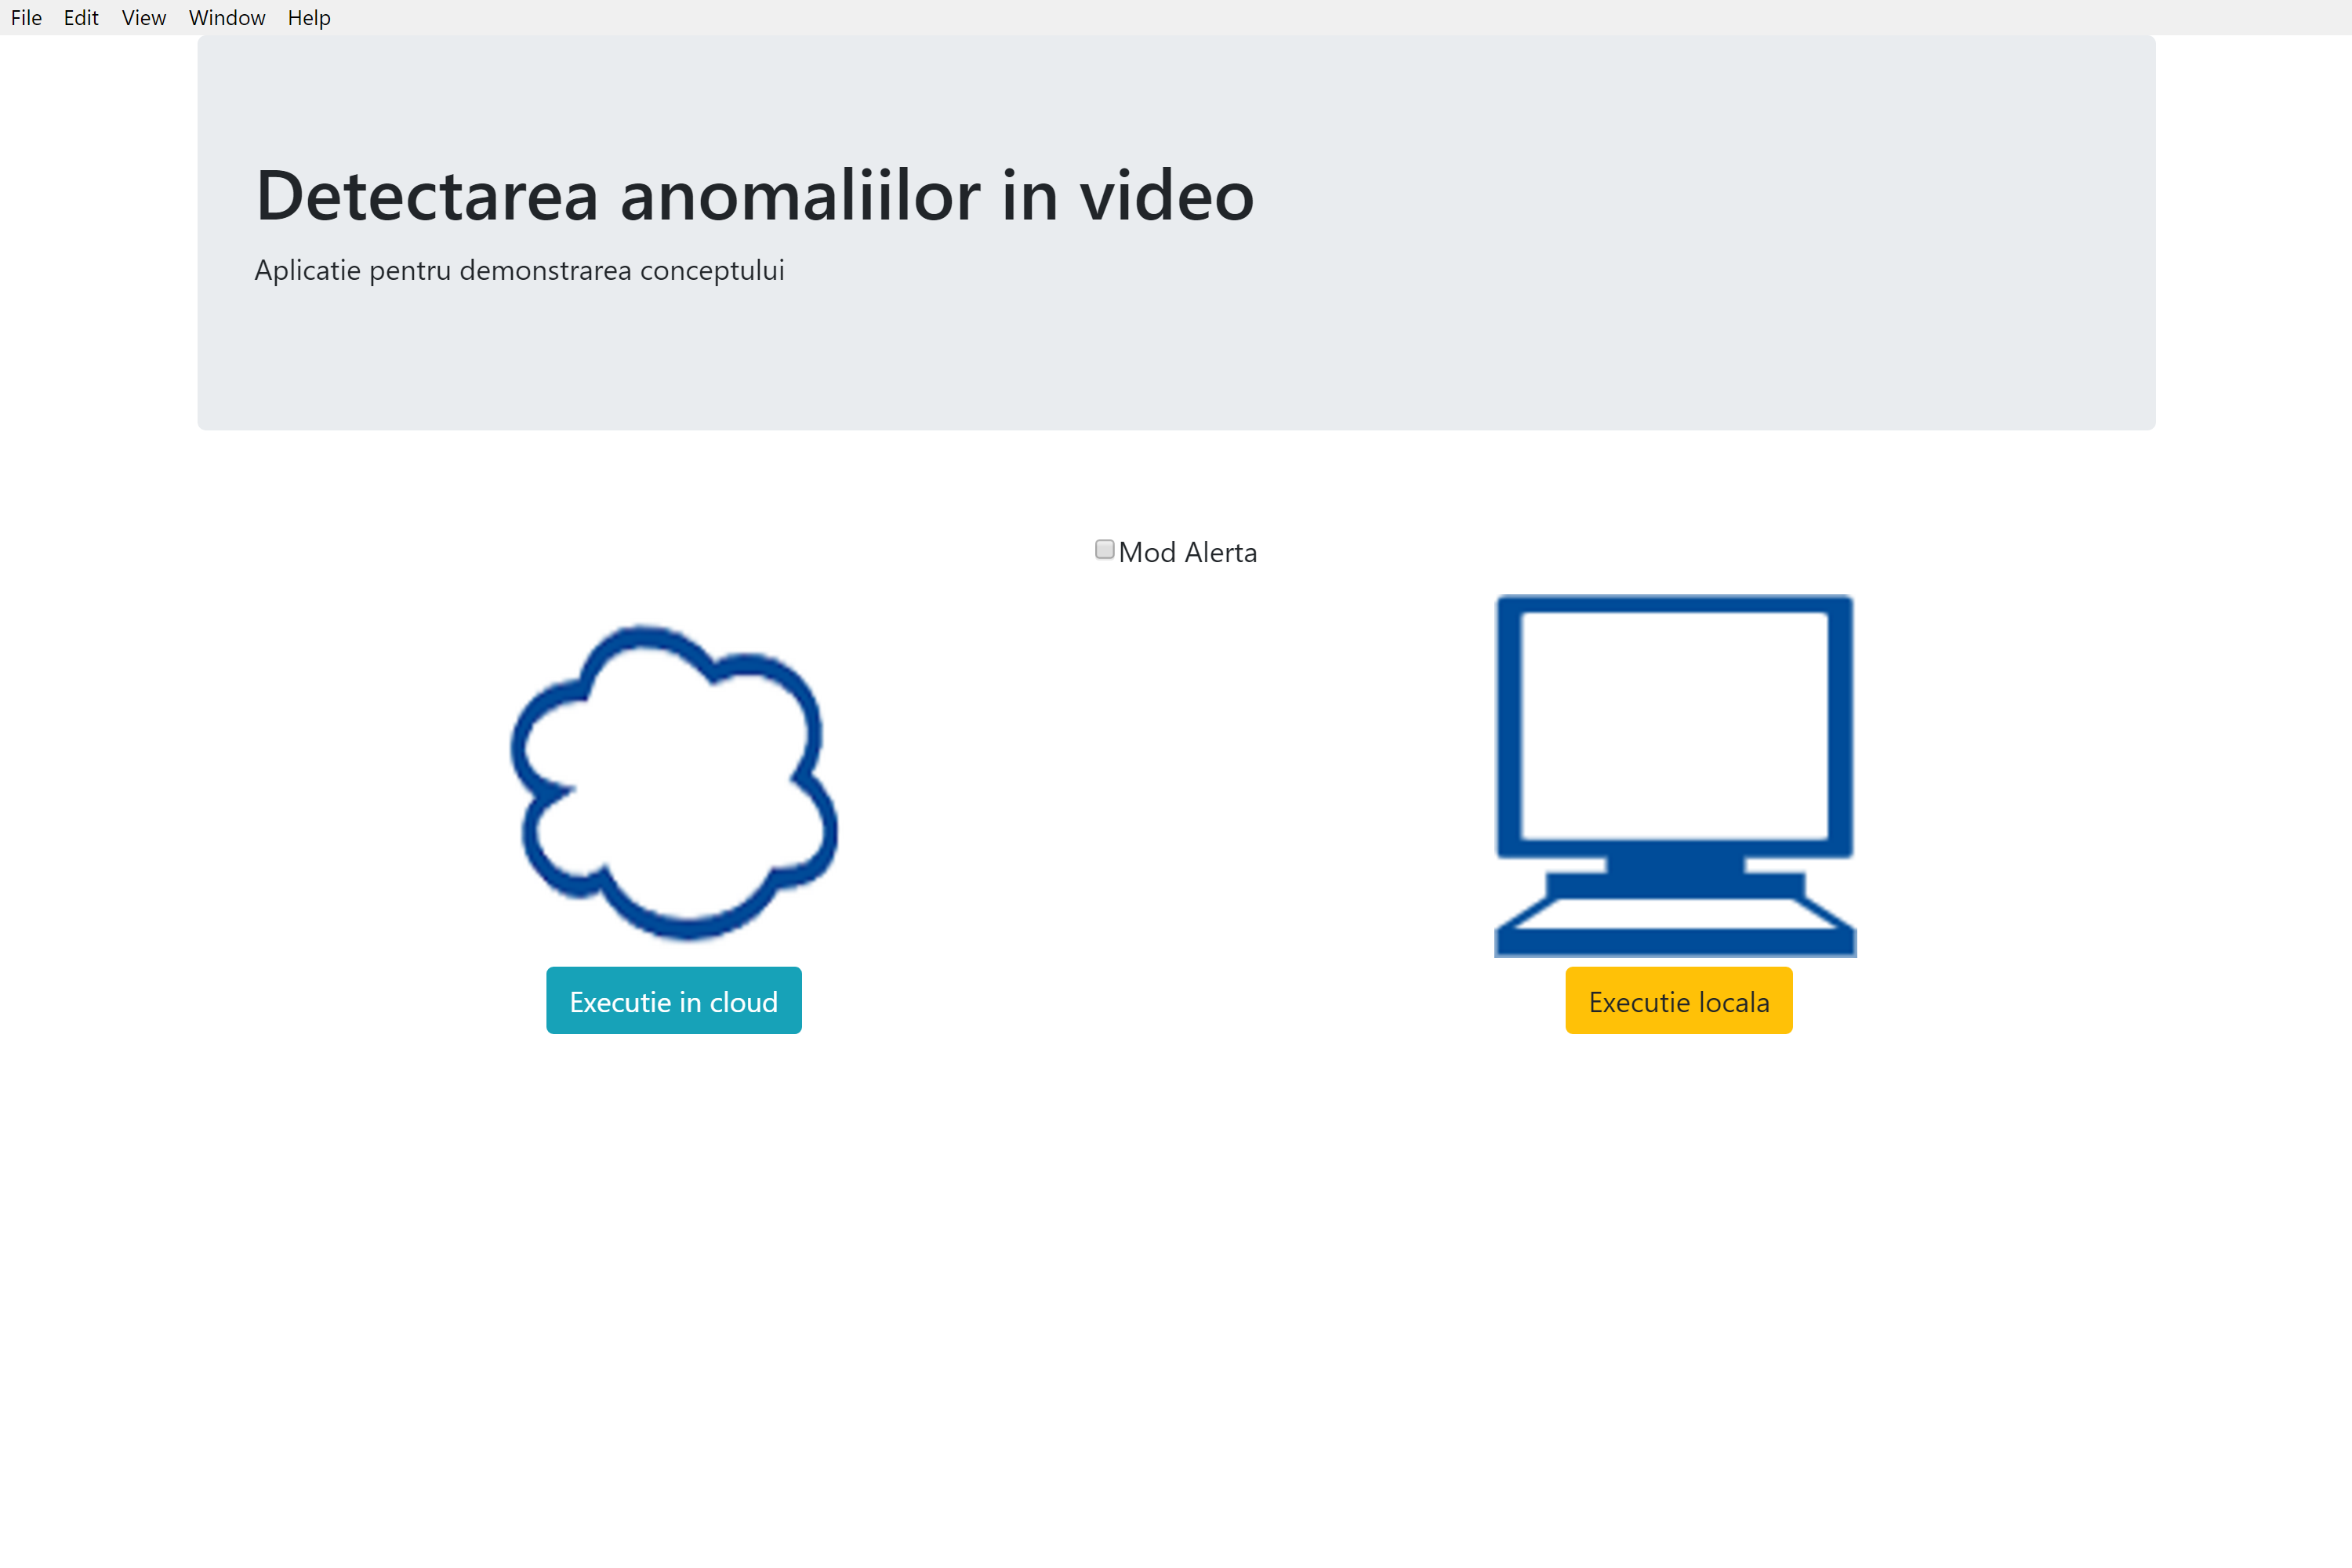 File Edit View Window Help
Detectarea anomaliilor in video
Aplicatie pentru demonstrarea conceptului
Mod Alerta
Executie in cloud
Executie locala